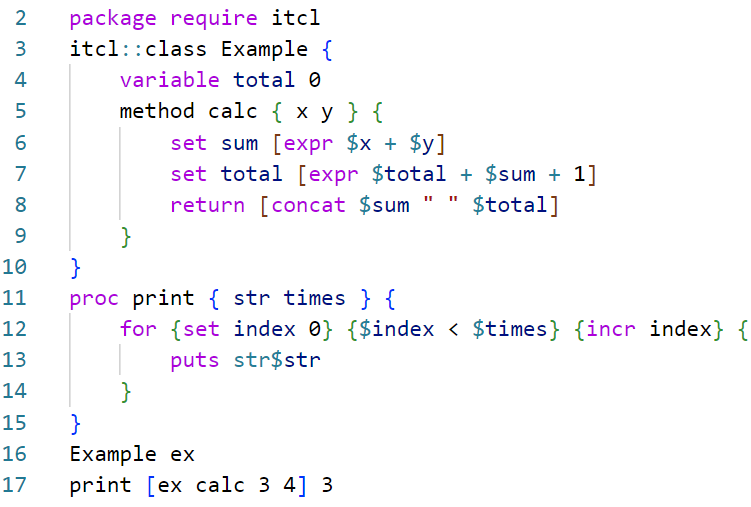 2 package require itcl
3 itcl::class Example {
4     variable total 0
5     method calc { x y } {
6         set sum [expr $x + $y]
7         set total [expr $total + $sum + 1]
8         return [concat $sum " " $total]
9     }
10 }
11 proc print { str times } {
12     for {set index 0} {$index < $times} {incr index} {
13         puts str$str
14     }
15 }
16 Example ex
17 print [ex calc 3 4] 3